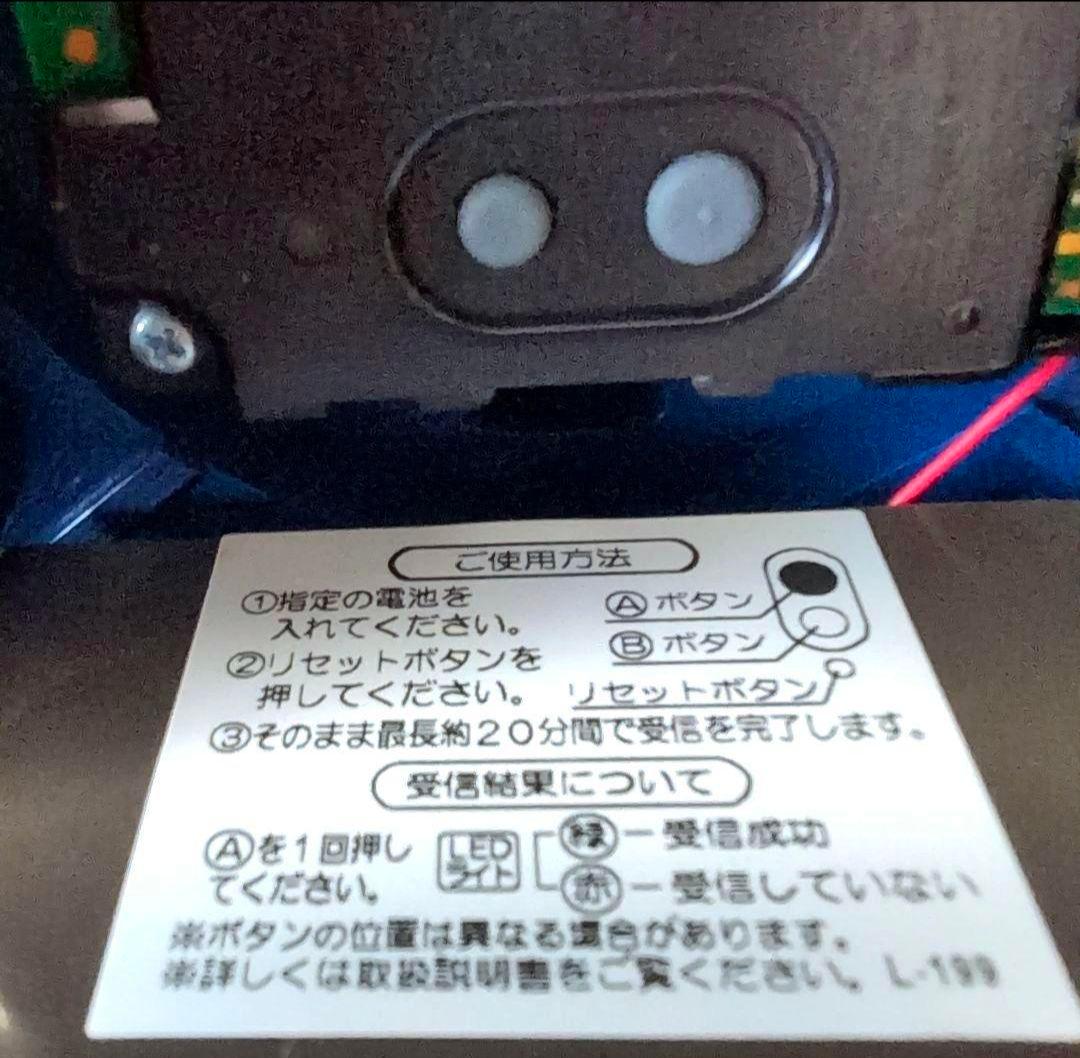 ご使用方法
①指定の電池を
入れてください。
②リセットボタンを
押してください。
Ⓐボタン
Ⓑボタン
リセットボタン
③そのまま最長約20分間で受信を完了します。
受信結果について
Ⓐを1回押し
てください。
LED
ライト
緑ー受信成功
赤ー受信していない
※ボタンの位置は異なる場合があります。
※詳しくは取扱説明書をご覧ください。 L-199